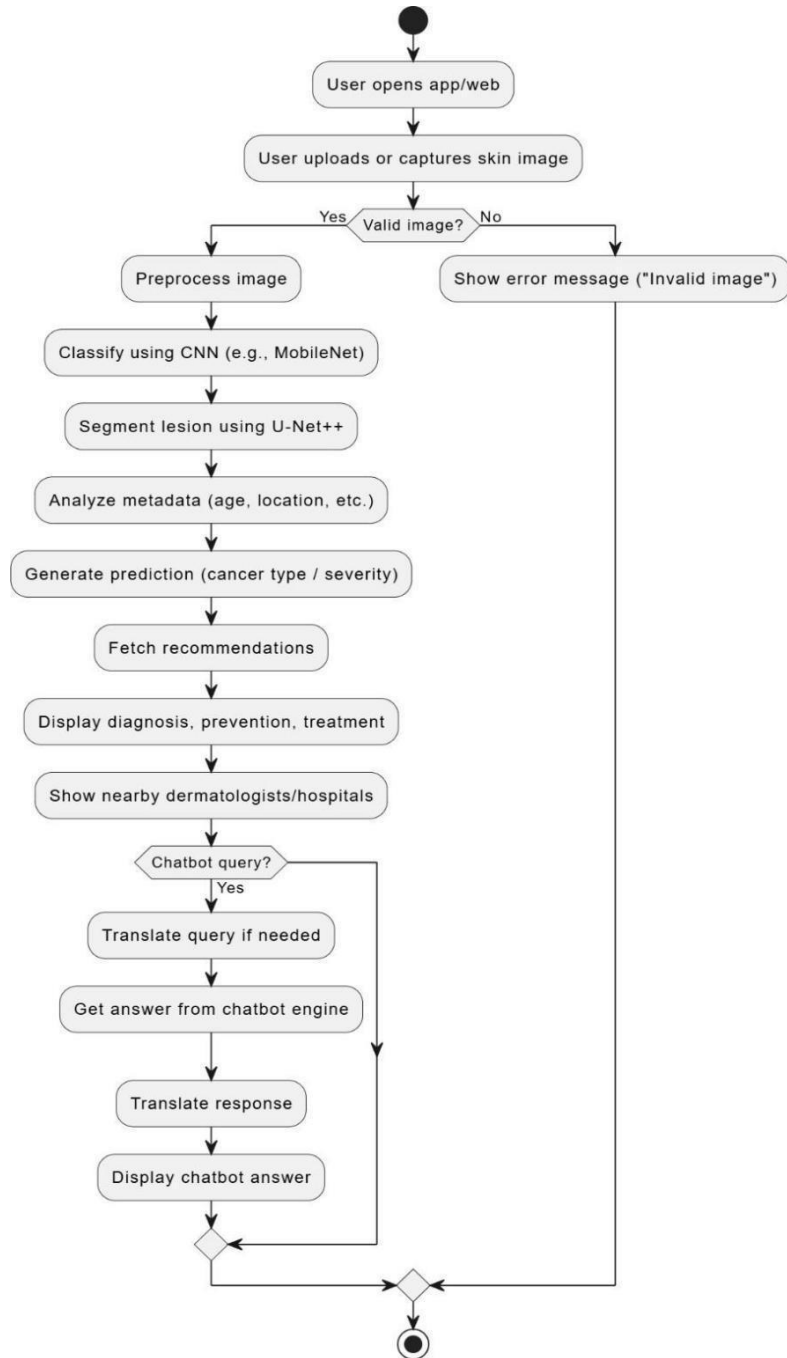 User opens app/web
User uploads or captures skin image
Yes
Valid image?
No
Preprocess image
Show error message ("Invalid image")
Classify using CNN (e.g., MobileNet)
Segment lesion using U-Net++
Analyze metadata (age, location, etc.)
Generate prediction (cancer type / severity)
Fetch recommendations
Display diagnosis, prevention, treatment
Show nearby dermatologists/hospitals
Chatbot query?
Yes
Translate query if needed
Get answer from chatbot engine
Translate response
Display chatbot answer